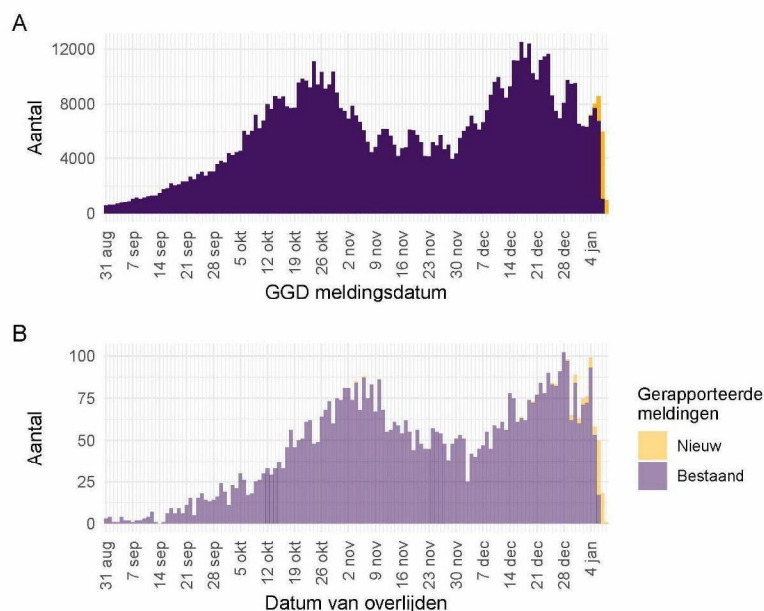 A
12000
8000
4000
0
Aantal
31 aug
7 sep
14 sep
21 sep
28 sep
5 okt
12 okt
19 okt
26 okt
2 nov
9 nov
16 nov
23 nov
30 nov
7 dec
14 dec
21 dec
28 dec
4 jan
GGD meldingsdatum
B
100
75
50
25
0
Aantal
31 aug
7 sep
14 sep
21 sep
28 sep
5 okt
12 okt
19 okt
26 okt
2 nov
9 nov
16 nov
23 nov
30 nov
7 dec
14 dec
21 dec
28 dec
4 jan
Datum van overlijden
Gerapporteerde
meldingen
Nieuw
Bestaand